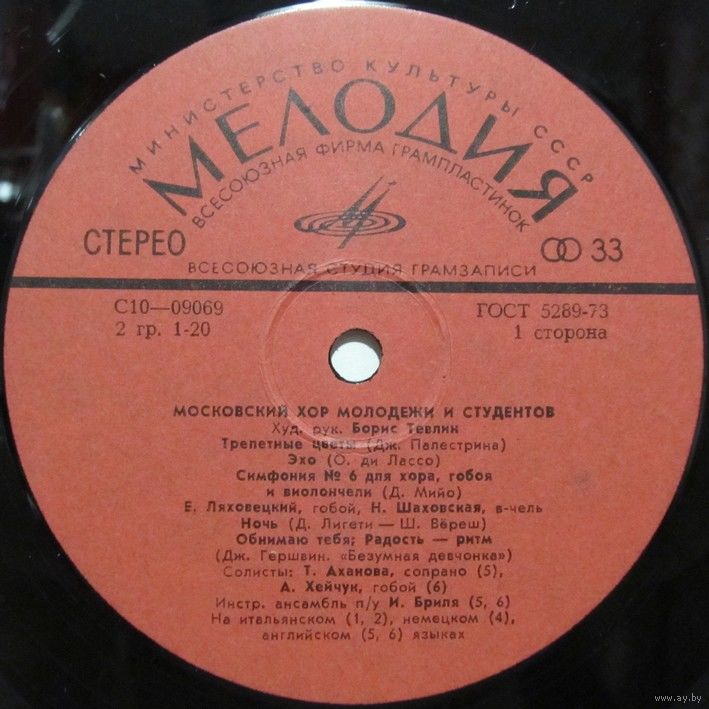 МИНИСТЕРСТВО КУЛЬТУРЫ СССР
МЕЛОДИЯ
ВСЕСОЮЗНАЯ ФИРМА ГРАМПЛАСТИНОК
СТЕРЕО
33
ВСЕСОЮЗНАЯ СТУДИЯ ГРАМЗАПИСИ
С10—09069
ГОСТ 5289-73
2 гр. 1-20
1 сторона
МОСКОВСКИЙ ХОР МОЛОДЕЖИ И СТУДЕНТОВ
Худ. рук. Борис Тевлин
Трепетные цветы (Дж. Палестрина)
Эхо (О. ди Лассо)
Симфония № 6 для хора, гобоя
и виолончели (Д. Мийо)
Е. Ляховецкий, гобой, Н. Шаховская, в-чель
Ночь (Д. Лигети — Ш. Вёреш)
Обнимаю тебя; Радость — ритм
(Дж. Гершвин. «Безумная девчонка»)
Солисты: Т. Аханова, сопрано (5),
А. Хейчук, гобой (6)
Инстр. ансамбль п/у И. Бриля (5, 6)
На итальянском (1, 2), немецком (4),
английском (5, 6) языках
www.ay.by